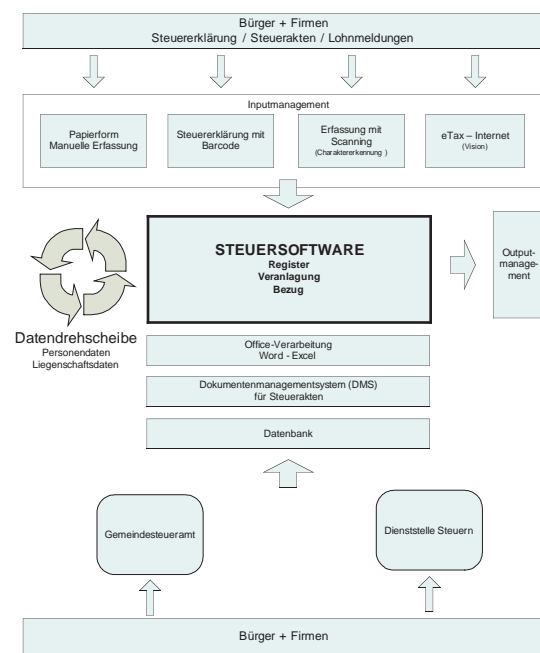 Bürger + Firmen
Steuererklärung / Steuerakten / Lohnmeldungen
Inputmanagement
Papierform
Manuelle Erfassung
Steuererklärung mit
Barcode
Erfassung mit
Scanning
(Charaktererkennung )
eTax – Internet
(Vision)
STEUERSOFTWARE
Register
Veranlagung
Bezug
Output-
manage-
ment
Datendrehscheibe
Personendaten
Liegenschaftsdaten
Office-Verarbeitung
Word - Excel
Dokumentenmanagementsystem (DMS)
für Steuerakten
Datenbank
Gemeindesteueramt
Dienststelle Steuern
Bürger + Firmen